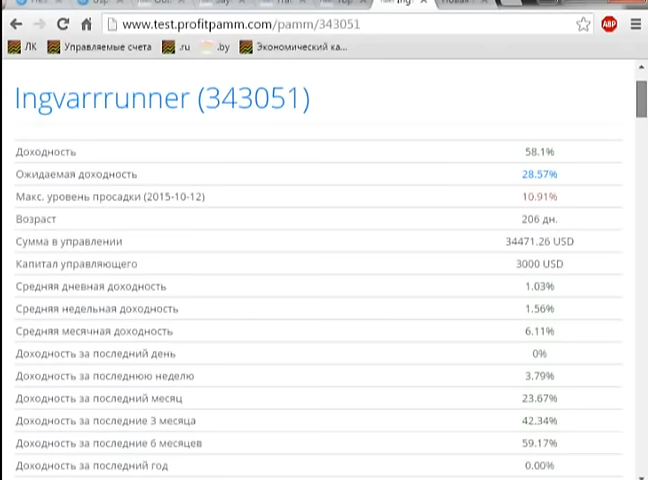 www.test.profitpamm.com/pamm/343051
ABP
ЛК Управляемые счета .ru .by Экономический ка...
Ingvarrrunner (343051)
Доходность 58.1%
Ожидаемая доходность 28.57%
Макс. уровень просадки (2015-10-12) 10.91%
Возраст 206 дн.
Сумма в управлении 34471.26 USD
Капитал управляющего 3000 USD
Средняя дневная доходность 1.03%
Средняя недельная доходность 1.56%
Средняя месячная доходность 6.11%
Доходность за последний день 0%
Доходность за последнюю неделю 3.79%
Доходность за последний месяц 23.67%
Доходность за последние 3 месяца 42.34%
Доходность за последние 6 месяцев 59.17%
Доходность за последний год 0.00%